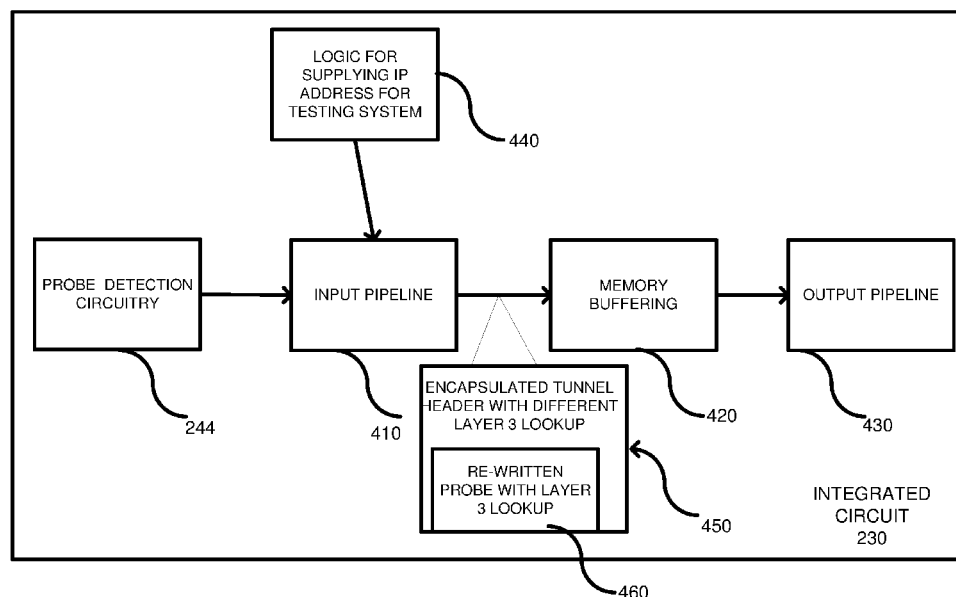 LOGIC FOR
SUPPLYING IP
ADDRESS FOR
TESTING SYSTEM
440
PROBE DETECTION
CIRCUITRY
INPUT PIPELINE
MEMORY
BUFFERING
OUTPUT PIPELINE
244
410
420
430
ENCAPSULATED TUNNEL
HEADER WITH DIFFERENT
LAYER 3 LOOKUP
RE-WRITTEN
PROBE WITH LAYER
3 LOOKUP
450
460
INTEGRATED
CIRCUIT
230